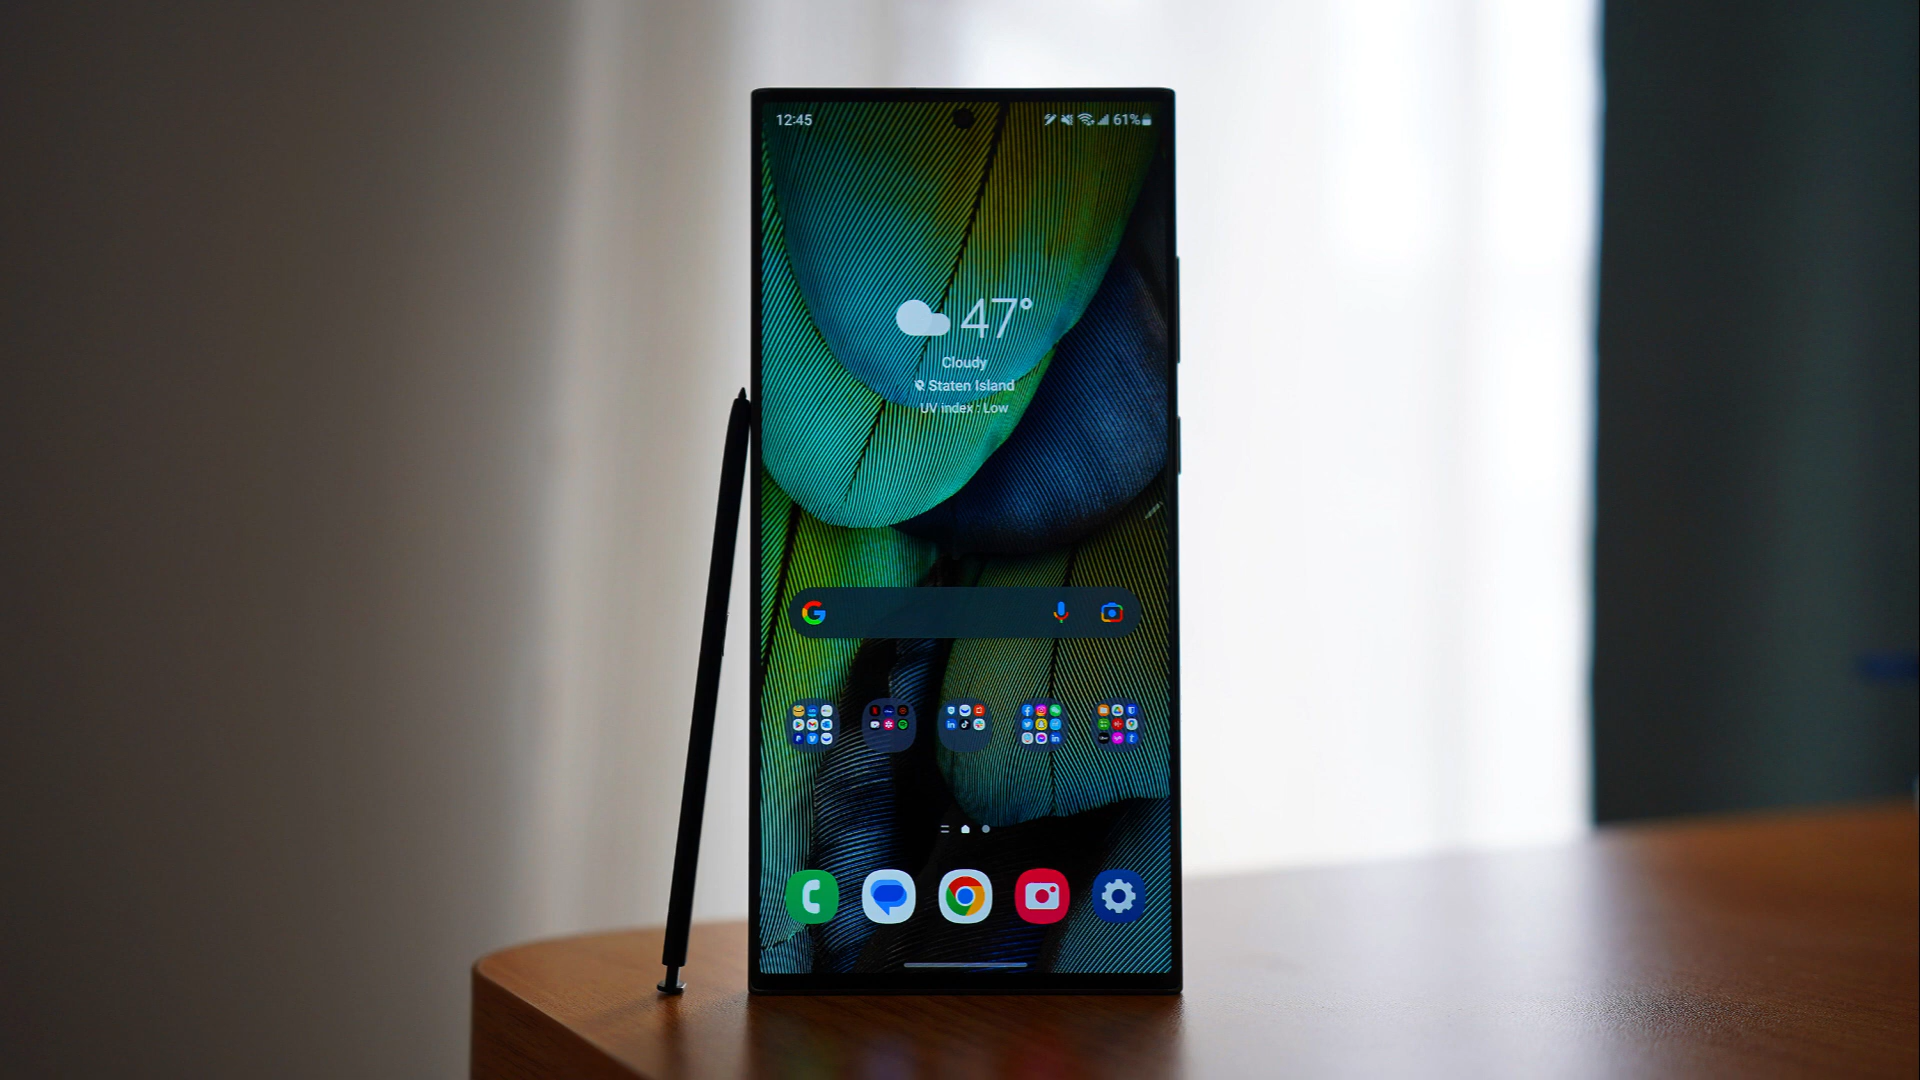 12:45 61%
47°
Cloudy
Staten Island
UV index : Low
G